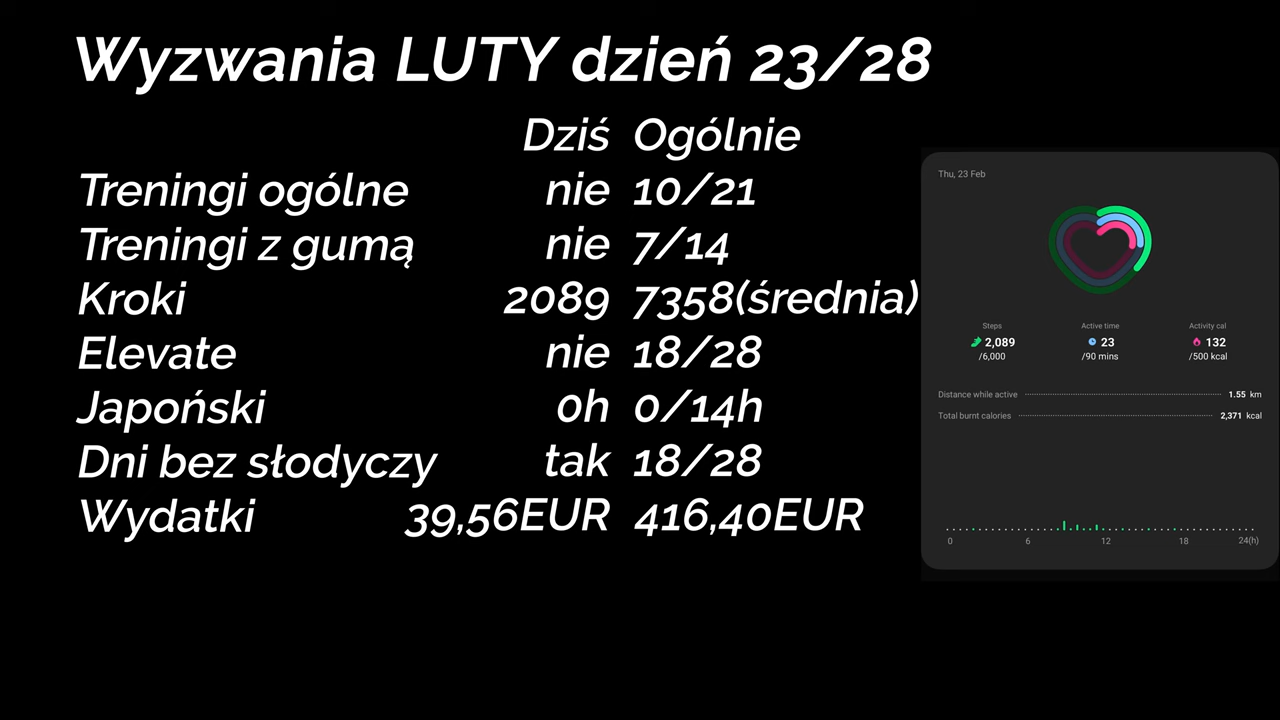 Wyzwania LUTY dzień 23/28
Dziś Ogólnie
Treningi ogólne nie 10/21
Treningi z gumą nie 7/14
Kroki 2089 7358(średnia)
Elevate nie 18/28
Japoński 0h 0/14h
Dni bez słodyczy tak 18/28
Wydatki 39,56EUR 416,40EUR
Thu, 23 Feb
Steps Active time Activity cal
2,089 23 132
/6,000 /90 mins /500 kcal
Distance while active 1.55 km
Total burnt calories 2,371 kcal
0 6 12 18 24(h)